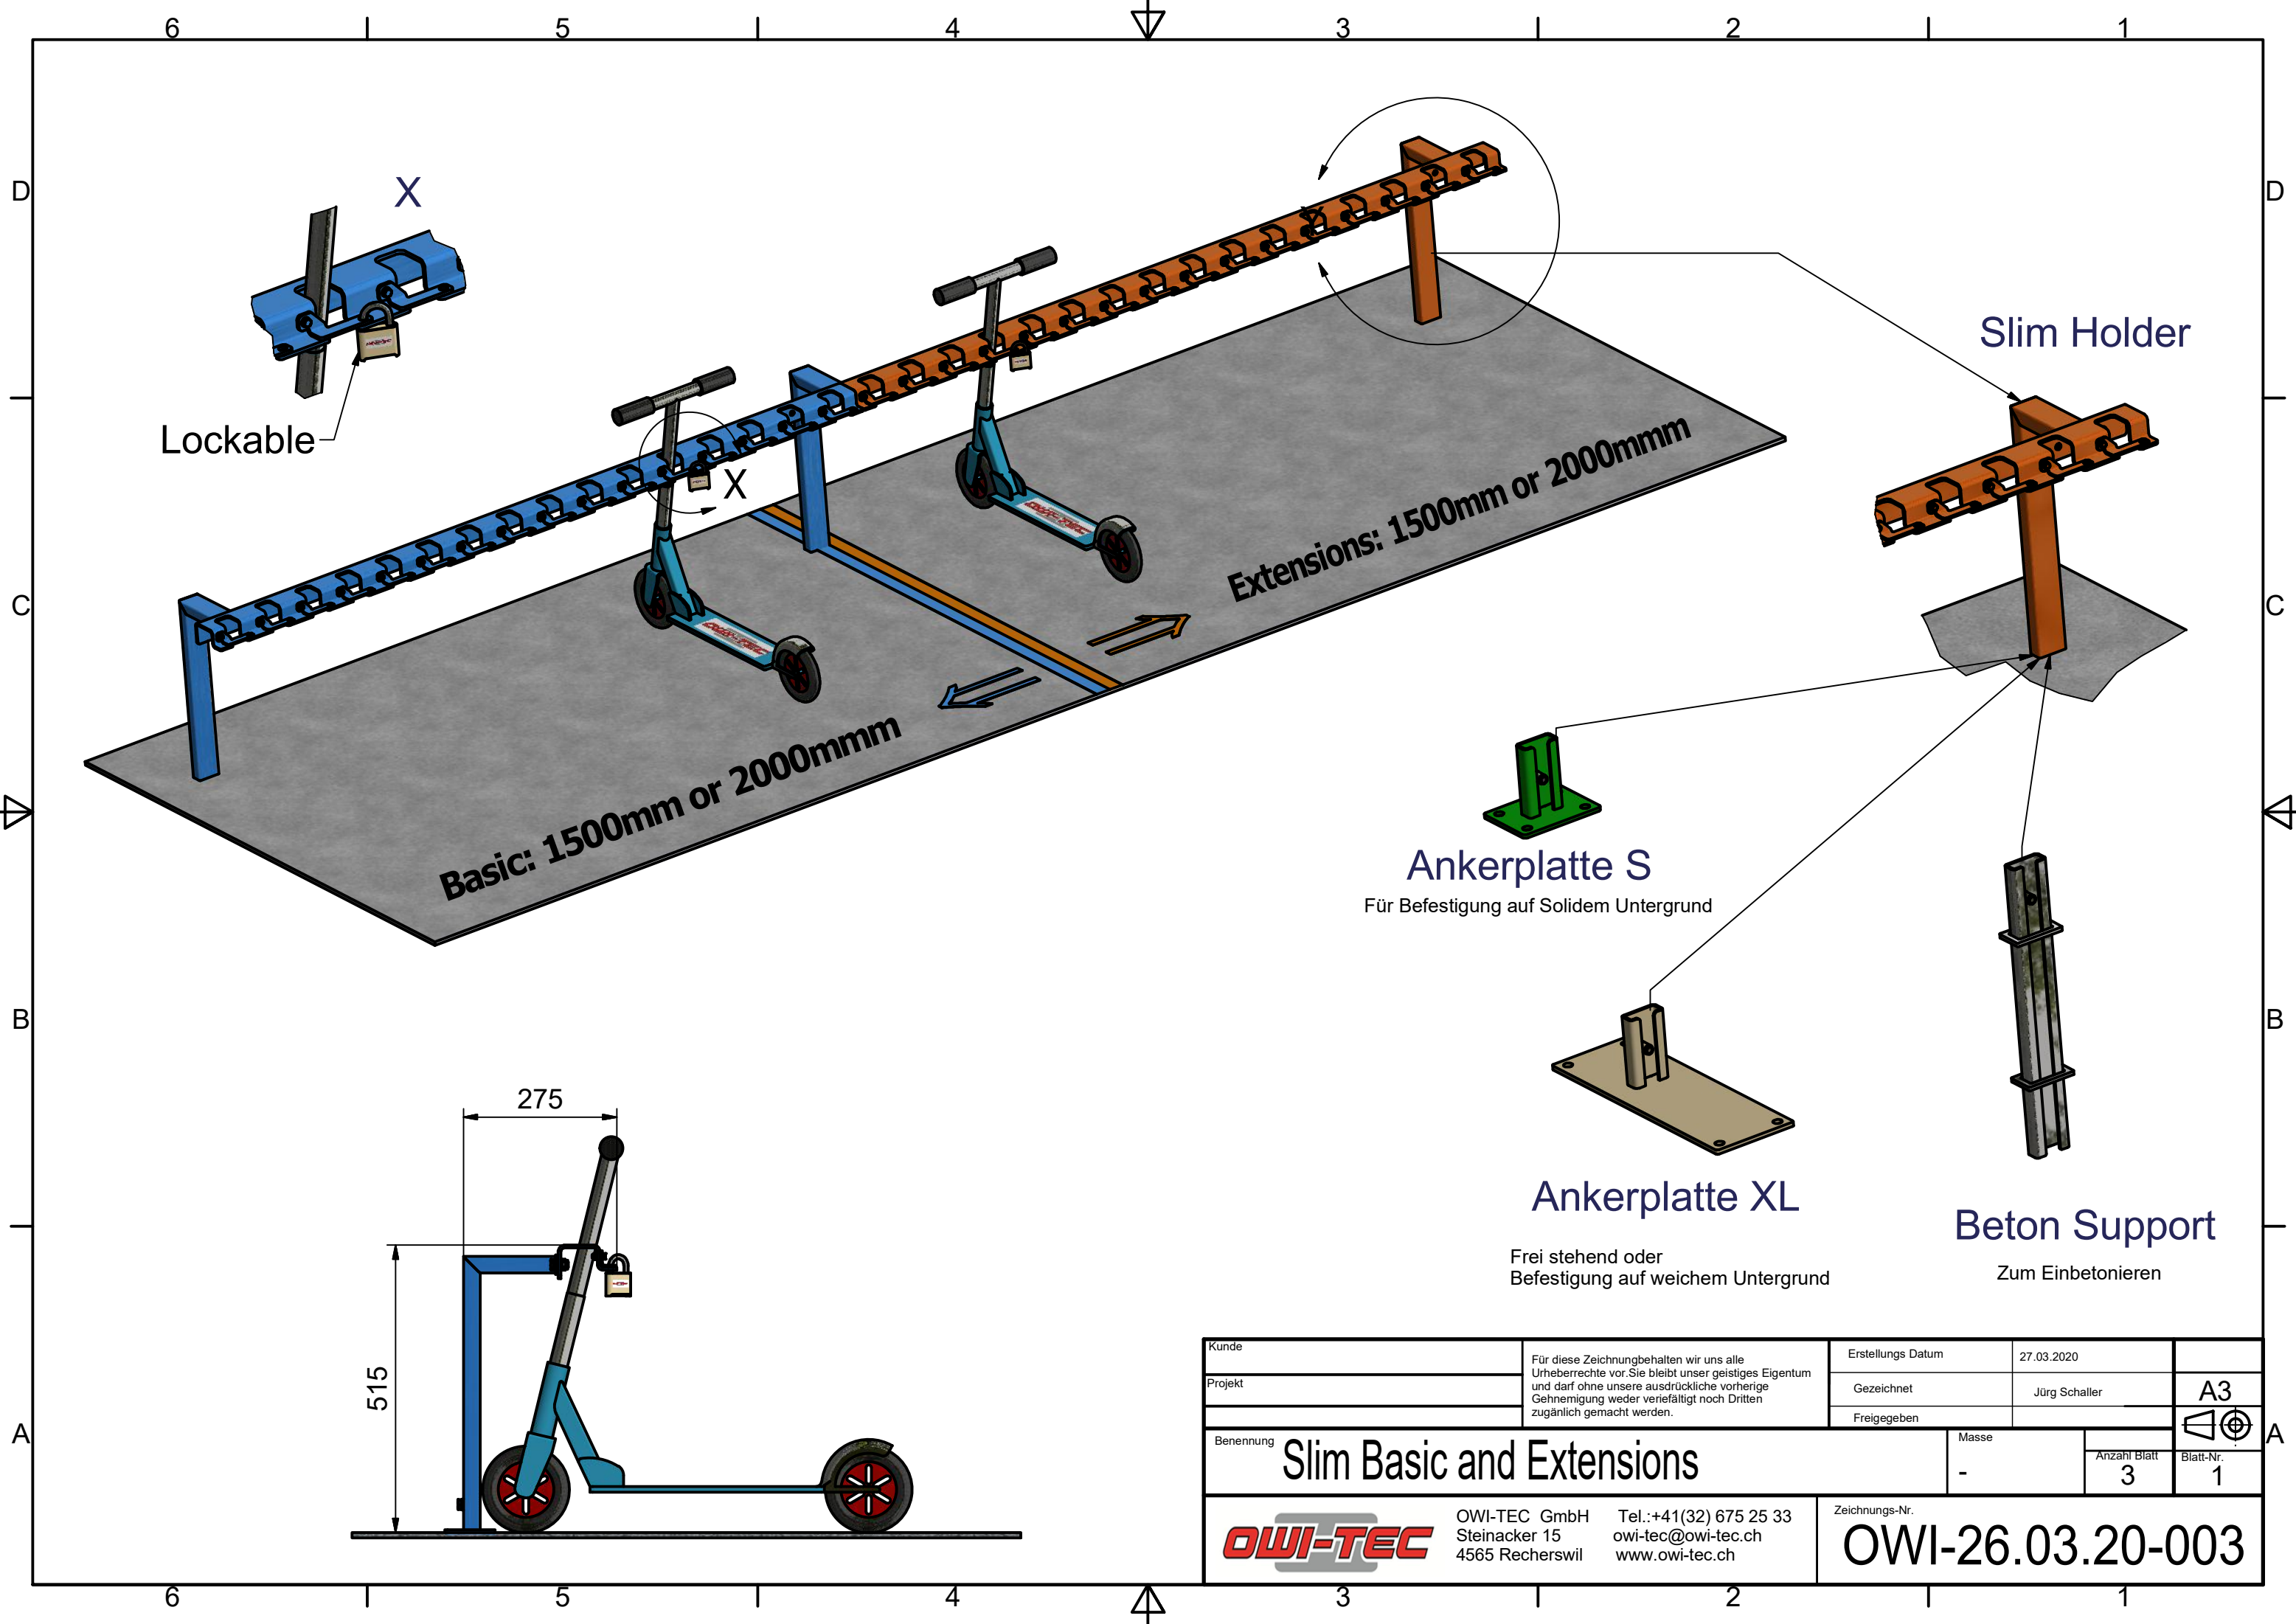 6 5 4 3 2 1
D
D
X
Slim Holder
Lockable
X
Y
Extensions: 1500mm or 2000mmm
C
C
Basic: 1500mm or 2000mmm
Ankerplatte S
Für Befestigung auf Solidem Untergrund
B
B
275
Ankerplatte XL
Frei stehend oder
Befestigung auf weichem Untergrund
Beton Support
Zum Einbetonieren
515
A
A
Kunde
Projekt
Für diese Zeichnungbehalten wir uns alle
Urheberrechte vor.Sie bleibt unser geistiges Eigentum
und darf ohne unsere ausdrückliche vorherige
Gehnemigung weder veriefältigt noch Dritten
zugänlich gemacht werden.
Erstellungs Datum 27.03.2020
Gezeichnet Jürg Schaller
Freigegeben
A3
Benennung
Slim Basic and Extensions
Masse
-
Anzahl Blatt
3
Blatt-Nr.
1
OWI-TEC
OWI-TEC GmbH Tel.:+41(32) 675 25 33
Steinacker 15 owi-tec@owi-tec.ch
4565 Recherswil www.owi-tec.ch
Zeichnungs-Nr.
OWI-26.03.20-003
6 5 4 3 2 1